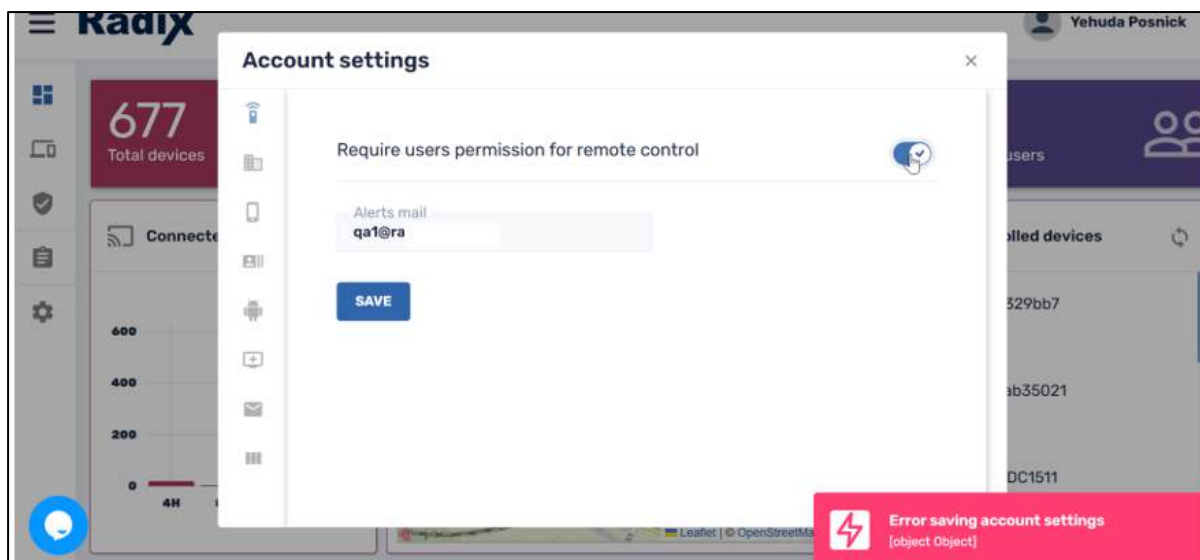 Radix
Yehuda Posnick
Account settings
677
Total devices
Require users permission for remote control
users
Alerts mail
qa1@ra
Connecte
olled devices
SAVE
329bb7
600
400
ab35021
200
0
DC1511
4H
Error saving account settings
[object Object]
Leaflet | © OpenStreetMa